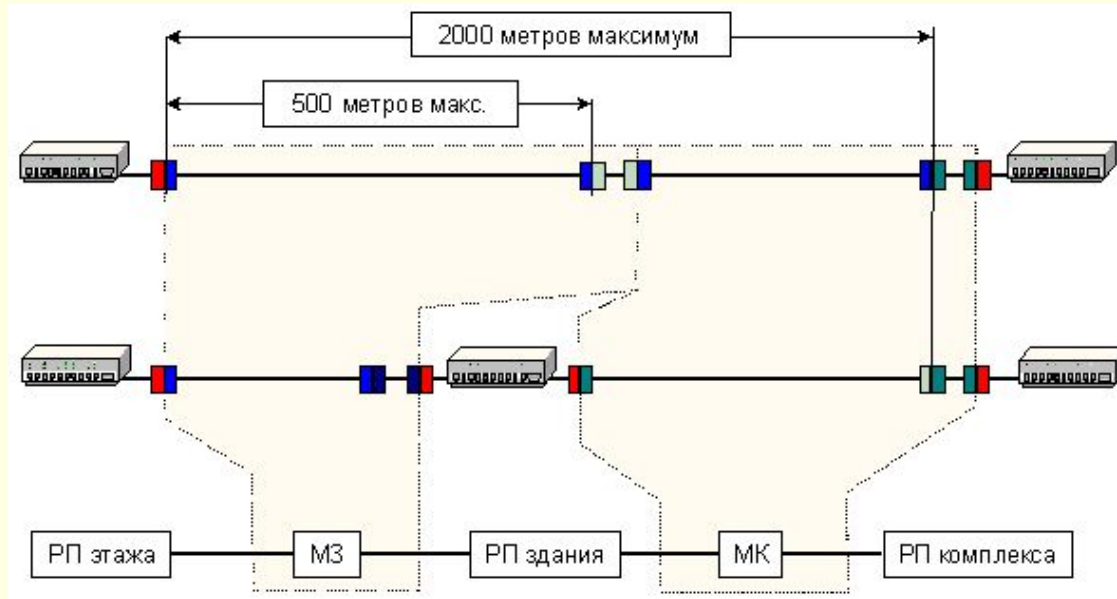 2000 метров максимум
500 метров макс.
РП этажа
МЗ
РП здания
МК
РП комплекса